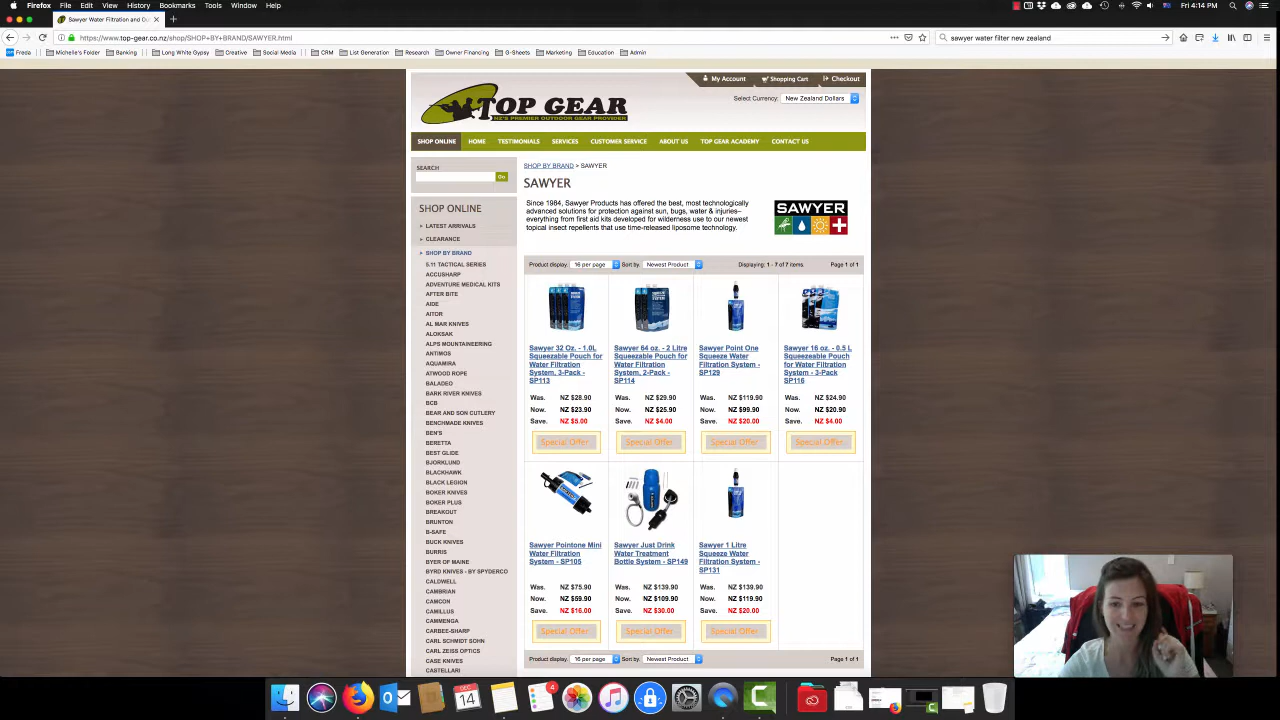 Firefox File Edit View History Bookmarks Tools Window Help
Fri 4:14 PM
Sawyer Water Filtration and Ou
https://www.top-gear.co.nz/shop/SHOP+BY+BRAND/SAWYER.html
sawyer water filter new zealand
Freda Michelle's Folder Banking Long White Gypsy Creative Social Media CRM List Generation Research Owner Financing G-Sheets Marketing Education Admin
My Account Shopping Cart Checkout
Select Currency: New Zealand Dollars
TOP GEAR
NZ'S PREMIER OUTDOOR GEAR PROVIDER
SHOP ONLINE HOME TESTIMONIALS SERVICES CUSTOMER SERVICE ABOUT US TOP GEAR ACADEMY CONTACT US
SEARCH
Go
SHOP ONLINE
LATEST ARRIVALS
CLEARANCE
SHOP BY BRAND
5.11 TACTICAL SERIES
ACCUSHARP
ADVENTURE MEDICAL KITS
AFTER BITE
AIDE
AITOR
AL MAR KNIVES
ALOKSAK
ALPS MOUNTAINEERING
ANTIMOS
AQUAMIRA
ATWOOD ROPE
BALADEO
BARK RIVER KNIVES
BCB
BEAR AND SON CUTLERY
BENCHMADE KNIVES
BEN'S
BERETTA
BEST GLIDE
BJORKLUND
BLACKHAWK
BLACK LEGION
BOKER KNIVES
BOKER PLUS
BREAKOUT
BRUNTON
B-SAFE
BUCK KNIVES
BURRIS
BYER OF MAINE
BYRD KNIVES - BY SPYDERCO
CALDWELL
CAMBRIAN
CAMCON
CAMILLUS
CAMMENGA
CARBEE-SHARP
CARL SCHMIDT SOHN
CARL ZEISS OPTICS
CASE KNIVES
CASTELLARI
SHOP BY BRAND > SAWYER
SAWYER
Since 1984, Sawyer Products has offered the best, most technologically
advanced solutions for protection against sun, bugs, water & injuries–
everything from first aid kits developed for wilderness use to our newest
topical insect repellents that use time-released liposome technology.
SAWYER
Product display: 16 per page Sort by. Newest Product Displaying: 1 - 7 of 7 items. Page 1 of 1
Sawyer 32 Oz. - 1.0L
Squeezable Pouch for
Water Filtration
System, 3-Pack -
SP113
Was. NZ $28.90
Now. NZ $23.90
Save. NZ $5.00
Special Offer
Sawyer 64 oz. - 2 Litre
Squeezable Pouch for
Water Filtration
System, 2-Pack -
SP114
Was. NZ $29.90
Now. NZ $25.90
Save. NZ $4.00
Special Offer
Sawyer Point One
Squeeze Water
Filtration System -
SP129
Was. NZ $119.90
Now. NZ $99.90
Save. NZ $20.00
Special Offer
Sawyer 16 oz. - 0.5 L
Squeezeable Pouch
for Water Filtration
System - 3-Pack
SP116
Was. NZ $24.90
Now. NZ $20.90
Save. NZ $4.00
Special Offer
Sawyer Pointone Mini
Water Filtration
System - SP105
Was. NZ $75.90
Now. NZ $59.90
Save. NZ $16.00
Special Offer
Sawyer Just Drink
Water Treatment
Bottle System - SP149
Was. NZ $139.90
Now. NZ $109.90
Save. NZ $30.00
Special Offer
Sawyer 1 Litre
Squeeze Water
Filtration System -
SP131
Was. NZ $139.90
Now. NZ $119.90
Save. NZ $20.00
Special Offer
Product display: 16 per page Sort by. Newest Product Page 1 of 1
DEC
14
4